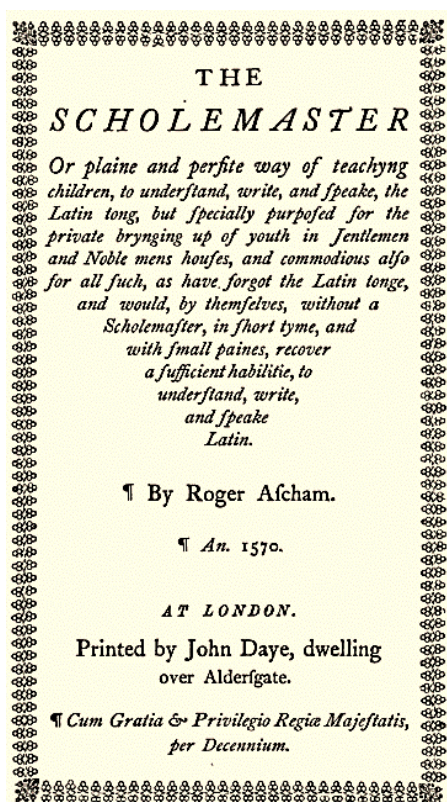 THE
SCHOLEMASTER
Or plaine and perfite way of teachyng
children, to underſtand, write, and ſpeake, the
Latin tong, but ſpecially purpoſed for the
private brynging up of youth in Jentlemen
and Noble mens houſes, and commodious alſo
for all ſuch, as have forgot the Latin tonge,
and would, by themſelves, without a
Scholemaſter, in ſhort tyme, and
with ſmall paines, recover
a ſufficient habilitie, to
underſtand, write,
and ſpeake
Latin.
¶ By Roger Aſcham.
¶ An. 1570.
AT LONDON.
Printed by John Daye, dwelling
over Alderſgate.
¶ Cum Gratia & Privilegio Regiæ Majeſtatis,
per Decennium.